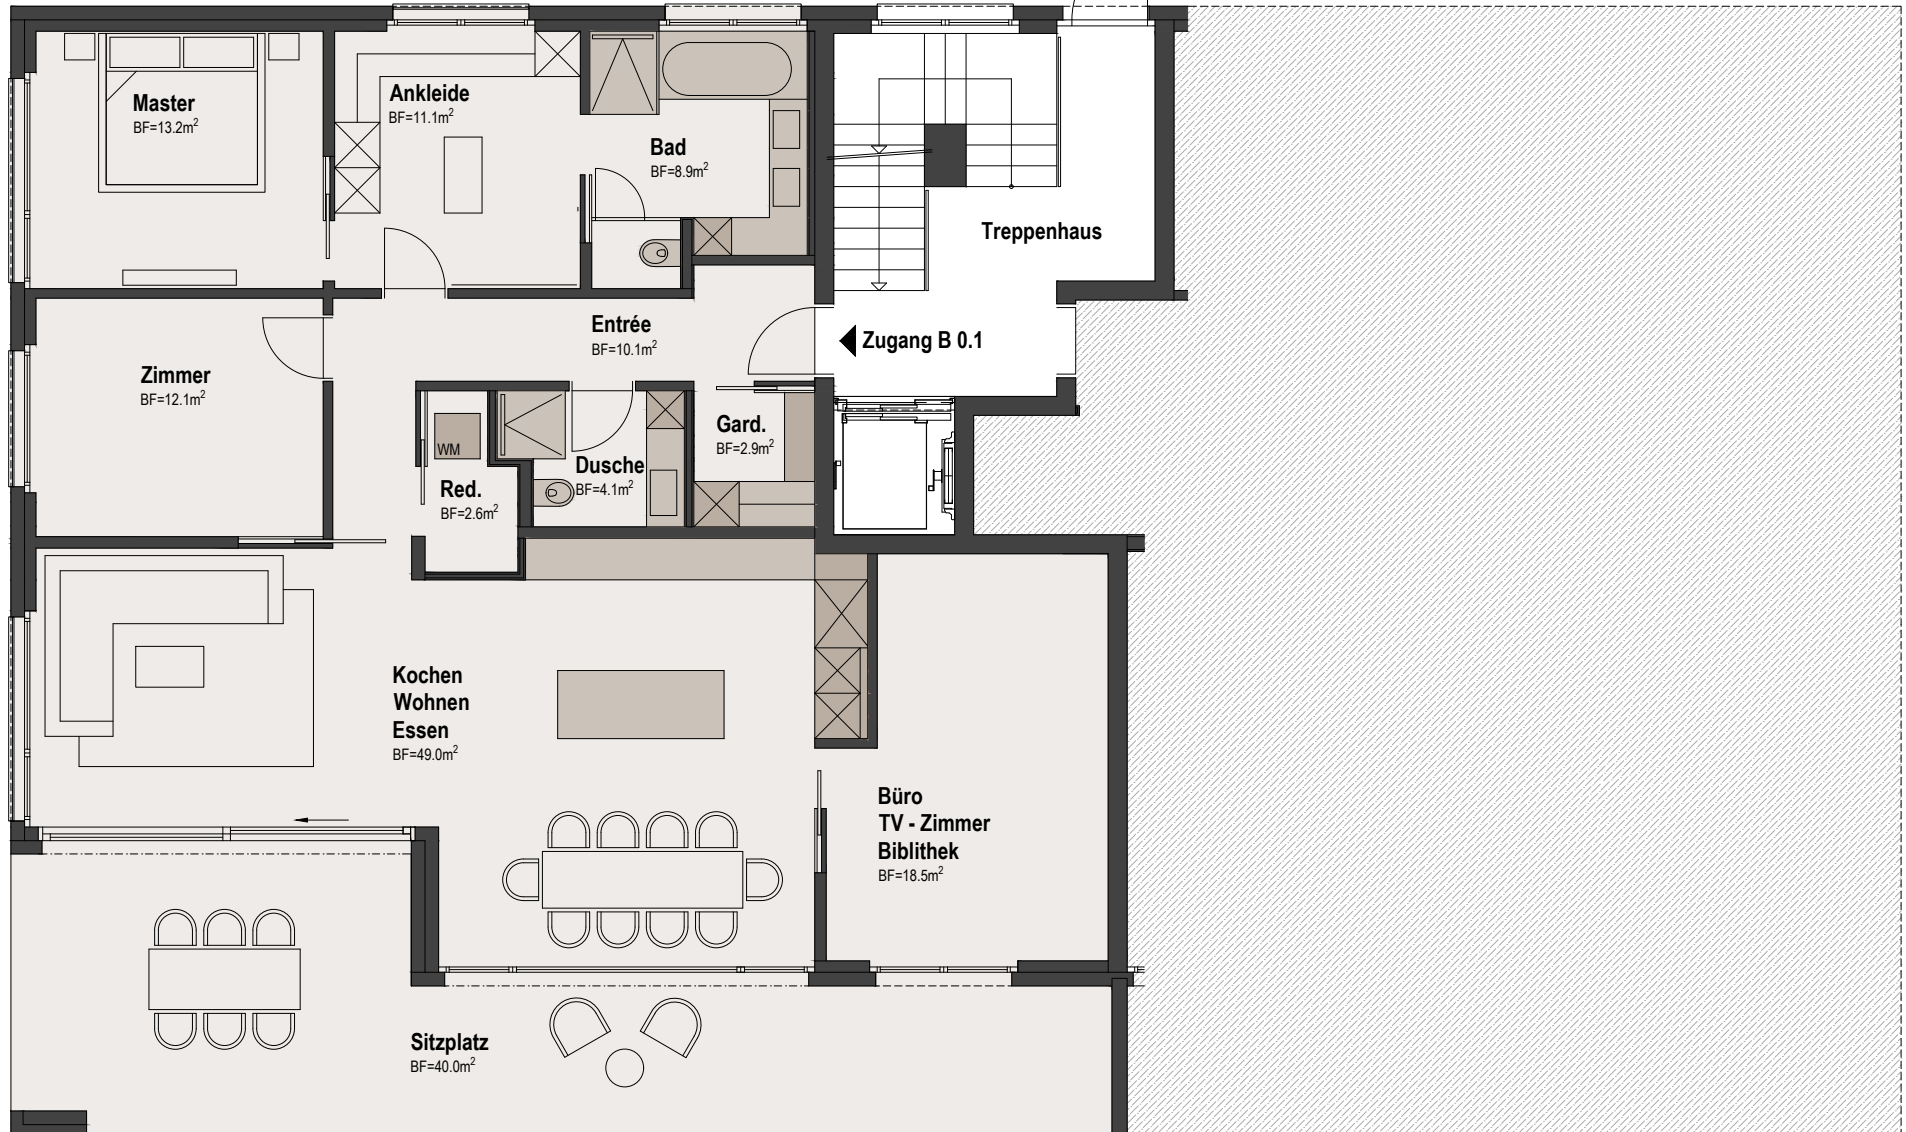 Master
BF=13.2m²
Ankleide
BF=11.1m²
Bad
BF=8.9m²
Treppenhaus
Entrée
BF=10.1m²
Zugang B 0.1
Zimmer
BF=12.1m²
WM
Red.
BF=2.6m²
Dusche
BF=4.1m²
Gard.
BF=2.9m²
Kochen
Wohnen
Essen
BF=49.0m²
Büro
TV - Zimmer
Biblithek
BF=18.5m²
Sitzplatz
BF=40.0m²